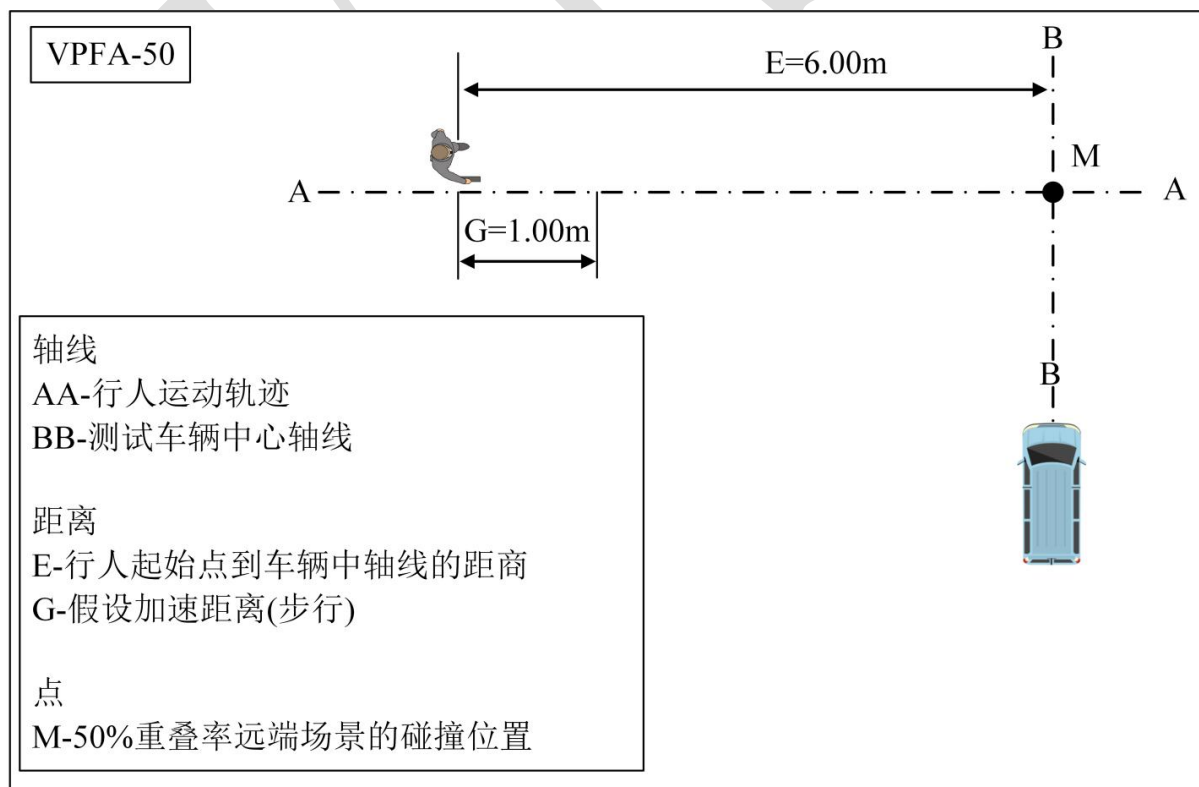 VPFA-50
B
E=6.00m
M
A
A
G=1.00m
B
轴线
AA-行人运动轨迹
BB-测试车辆中心轴线
距离
E-行人起始点到车辆中轴线的距商
G-假设加速距离(步行)
点
M-50%重叠率远端场景的碰撞位置